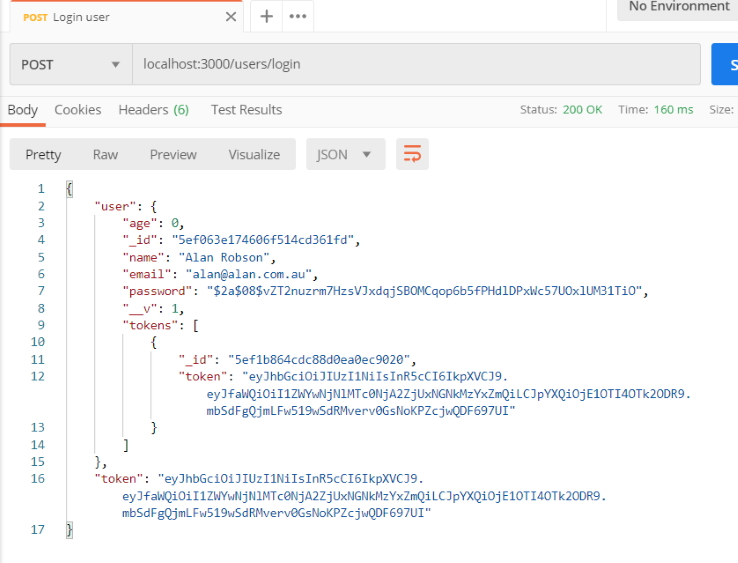 POST Login user
No Environment
POST
localhost:3000/users/login
Body Cookies Headers (6) Test Results Status: 200 OK Time: 160 ms Size:
Pretty Raw Preview Visualize JSON
1 {
2 "user": {
3 "age": 0,
4 "_id": "5ef063e174606f514cd361fd",
5 "name": "Alan Robson",
6 "email": "alan@alan.com.au",
7 "password": "$2a$08$vZT2nuzrm7HzsVJxdqjSBOMCqop6b5fPHdlDPxWc57UOxlUM31TiO",
8 "__v": 1,
9 "tokens": [
10 {
11 "_id": "5ef1b864cdc88d0ea0ec9020",
12 "token": "eyJhbGciOiJIUzI1NiIsInR5cCI6IkpXVCJ9.
eyJfaWQiOiI1ZWYwNjNlMTc0NjA2ZjUxNGNkMzYxZmQiLCJpYXQiOjE1OTI4OTk2ODR9.
mbSdFgQjmLFw519wSdRMverv0GsNoKPZcjwQDF697UI"
13 }
14 ]
15 },
16 "token": "eyJhbGciOiJIUzI1NiIsInR5cCI6IkpXVCJ9.
eyJfaWQiOiI1ZWYwNjNlMTc0NjA2ZjUxNGNkMzYxZmQiLCJpYXQiOjE1OTI4OTk2ODR9.
mbSdFgQjmLFw519wSdRMverv0GsNoKPZcjwQDF697UI"
17 }